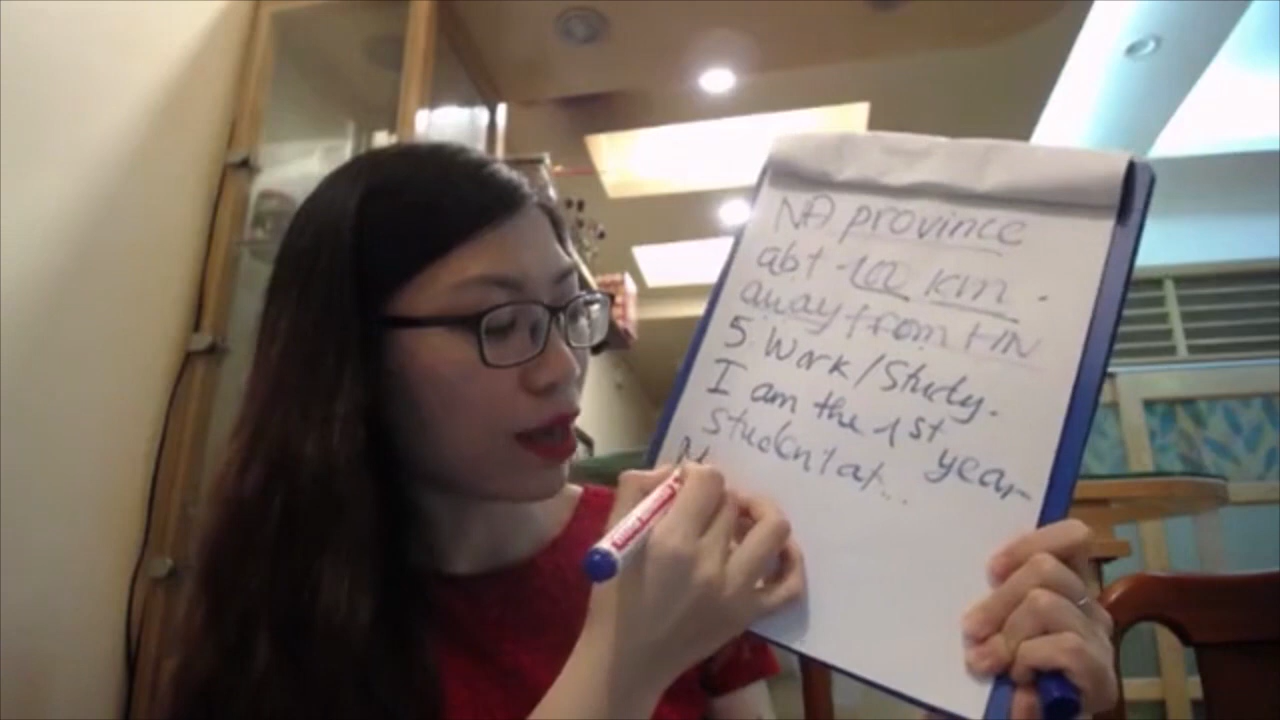 NA province
abt 100 km.
away from HN
5. Work/Study.
I am the 1st year
student at...
M